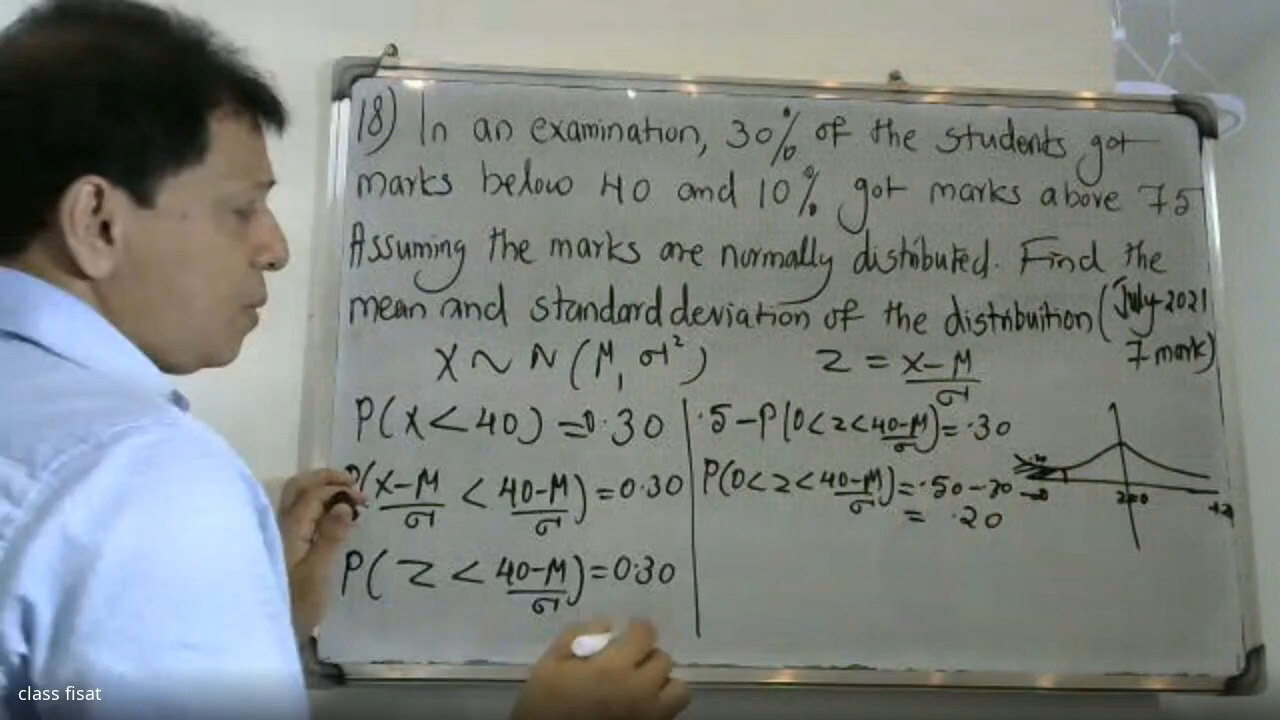 18) In an examination, 30% of the students got
marks below 40 and 10% got marks above 75
Assuming the marks are normally distributed. Find the
mean and standard deviation of the distribuition (July-2021
7 mark)
X ~ N (μ, σ²)
Z = X-μ/σ
P(X < 40) = 0.30
P(X-μ/σ < 40-μ/σ) = 0.30
P(Z < 40-μ/σ) = 0.30
.5 - P(0 < Z < 40-μ/σ) = .30
P(0 < Z < 40-μ/σ) = .50 - 30
= .20
Z=0
class fisat